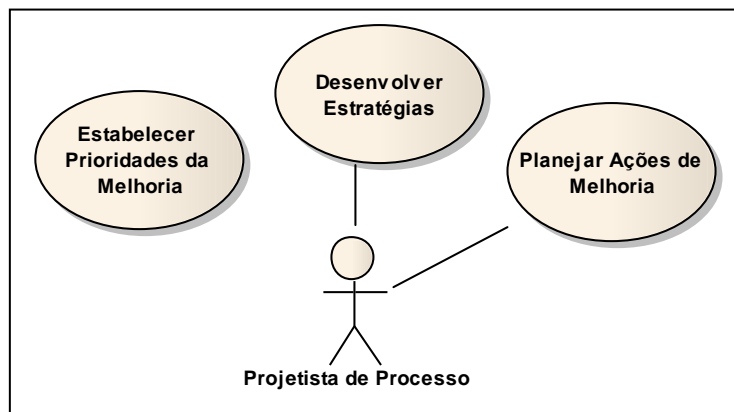 Desenvolver
Estratégias
Estabelecer
Prioridades da
Melhoria
Planejar Ações de
Melhoria
Projetista de Processo